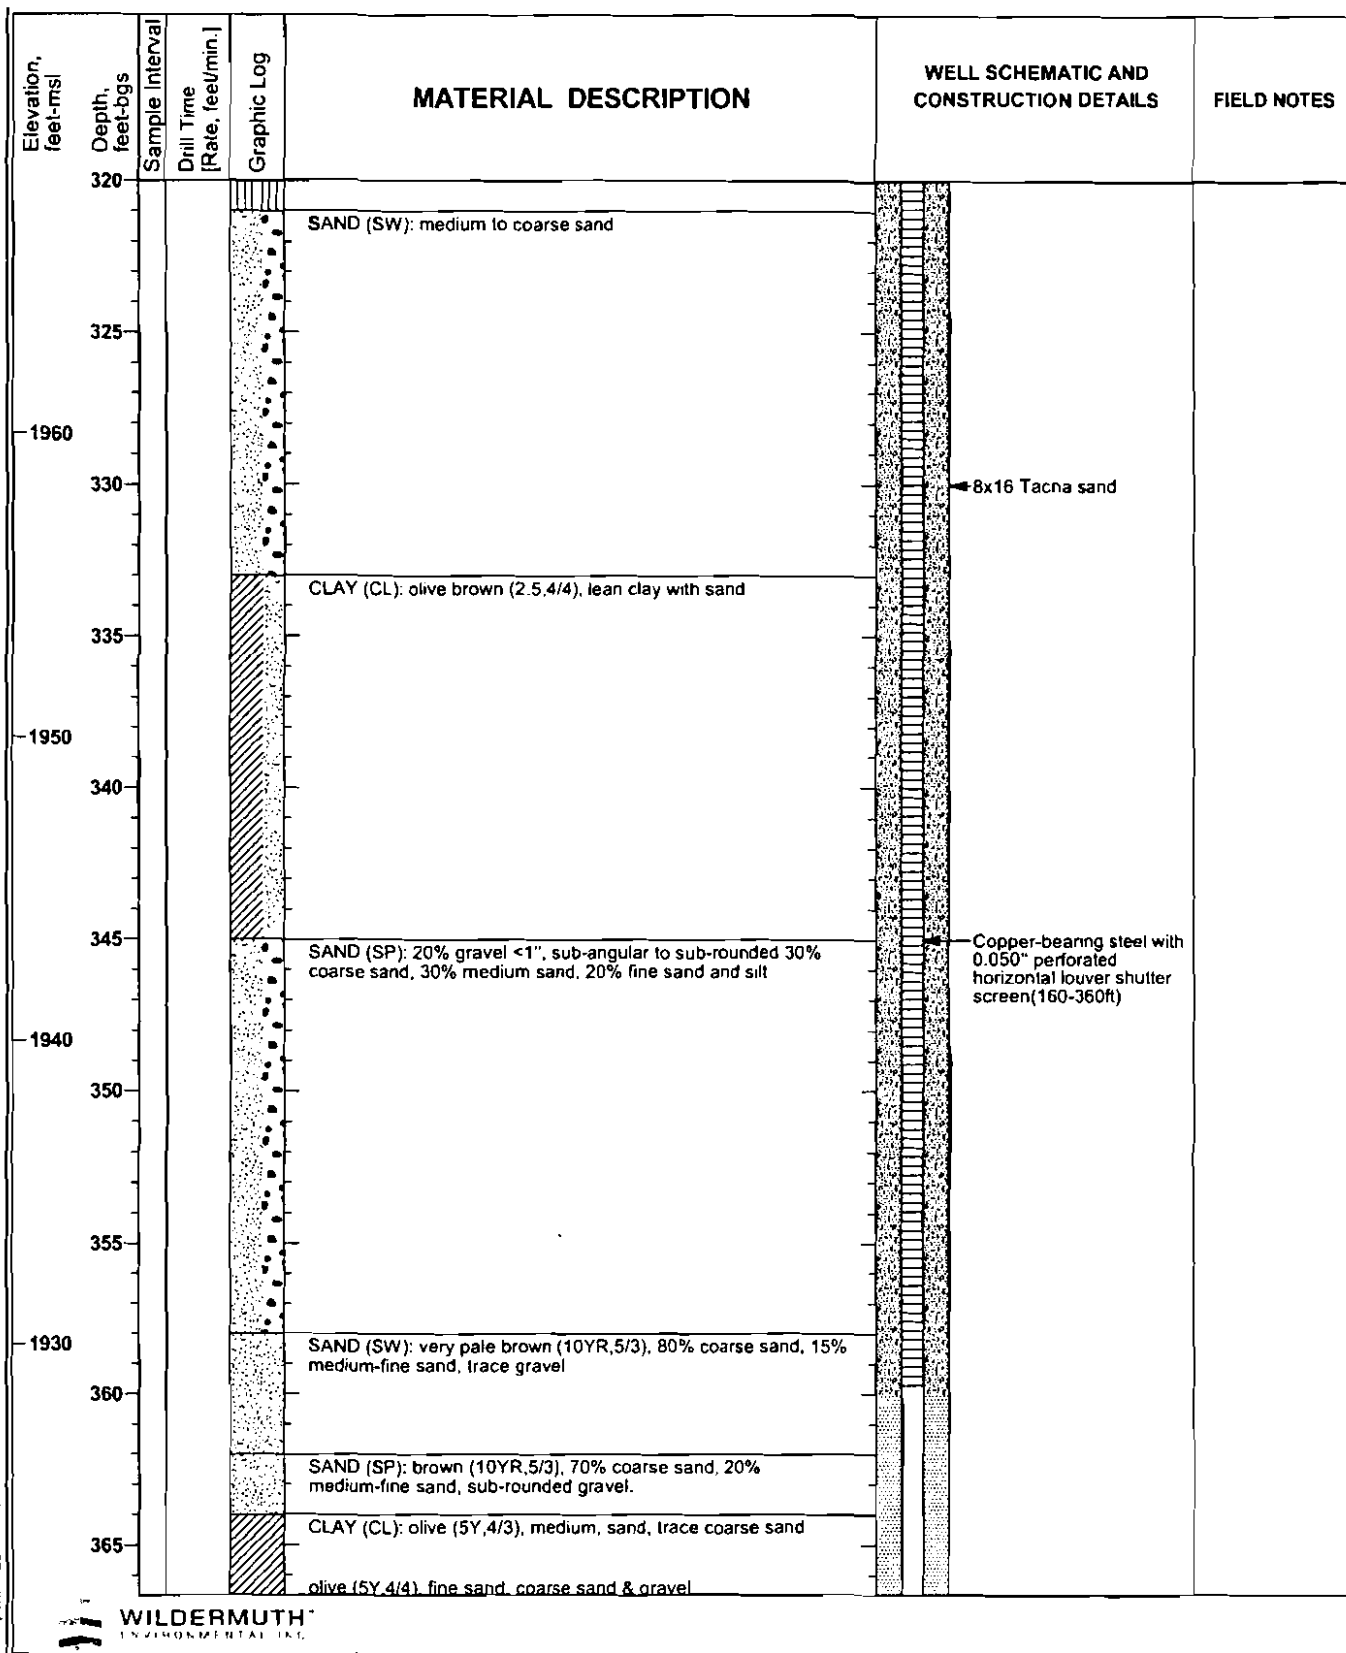 Elevation,
feet-msl
Depth,
feet-bgs
Sample Interval
Drill Time
[Rate, feet/min.]
Graphic Log
MATERIAL DESCRIPTION
WELL SCHEMATIC AND
CONSTRUCTION DETAILS
FIELD NOTES
320
SAND (SW): medium to coarse sand
325
1960
330
8x16 Tacna sand
CLAY (CL): olive brown (2.5,4/4), lean clay with sand
335
1950
340
345
SAND (SP): 20% gravel <1", sub-angular to sub-rounded 30%
coarse sand, 30% medium sand, 20% fine sand and silt
Copper-bearing steel with
0.050" perforated
horizontal louver shutter
screen(160-360ft)
1940
350
355
1930
SAND (SW): very pale brown (10YR,5/3), 80% coarse sand, 15%
medium-fine sand, trace gravel
360
SAND (SP): brown (10YR,5/3), 70% coarse sand, 20%
medium-fine sand, sub-rounded gravel.
CLAY (CL): olive (5Y,4/3), medium, sand, trace coarse sand
365
olive (5Y,4/4), fine sand, coarse sand & gravel
WILDERMUTH
ENVIRONMENTAL INC.